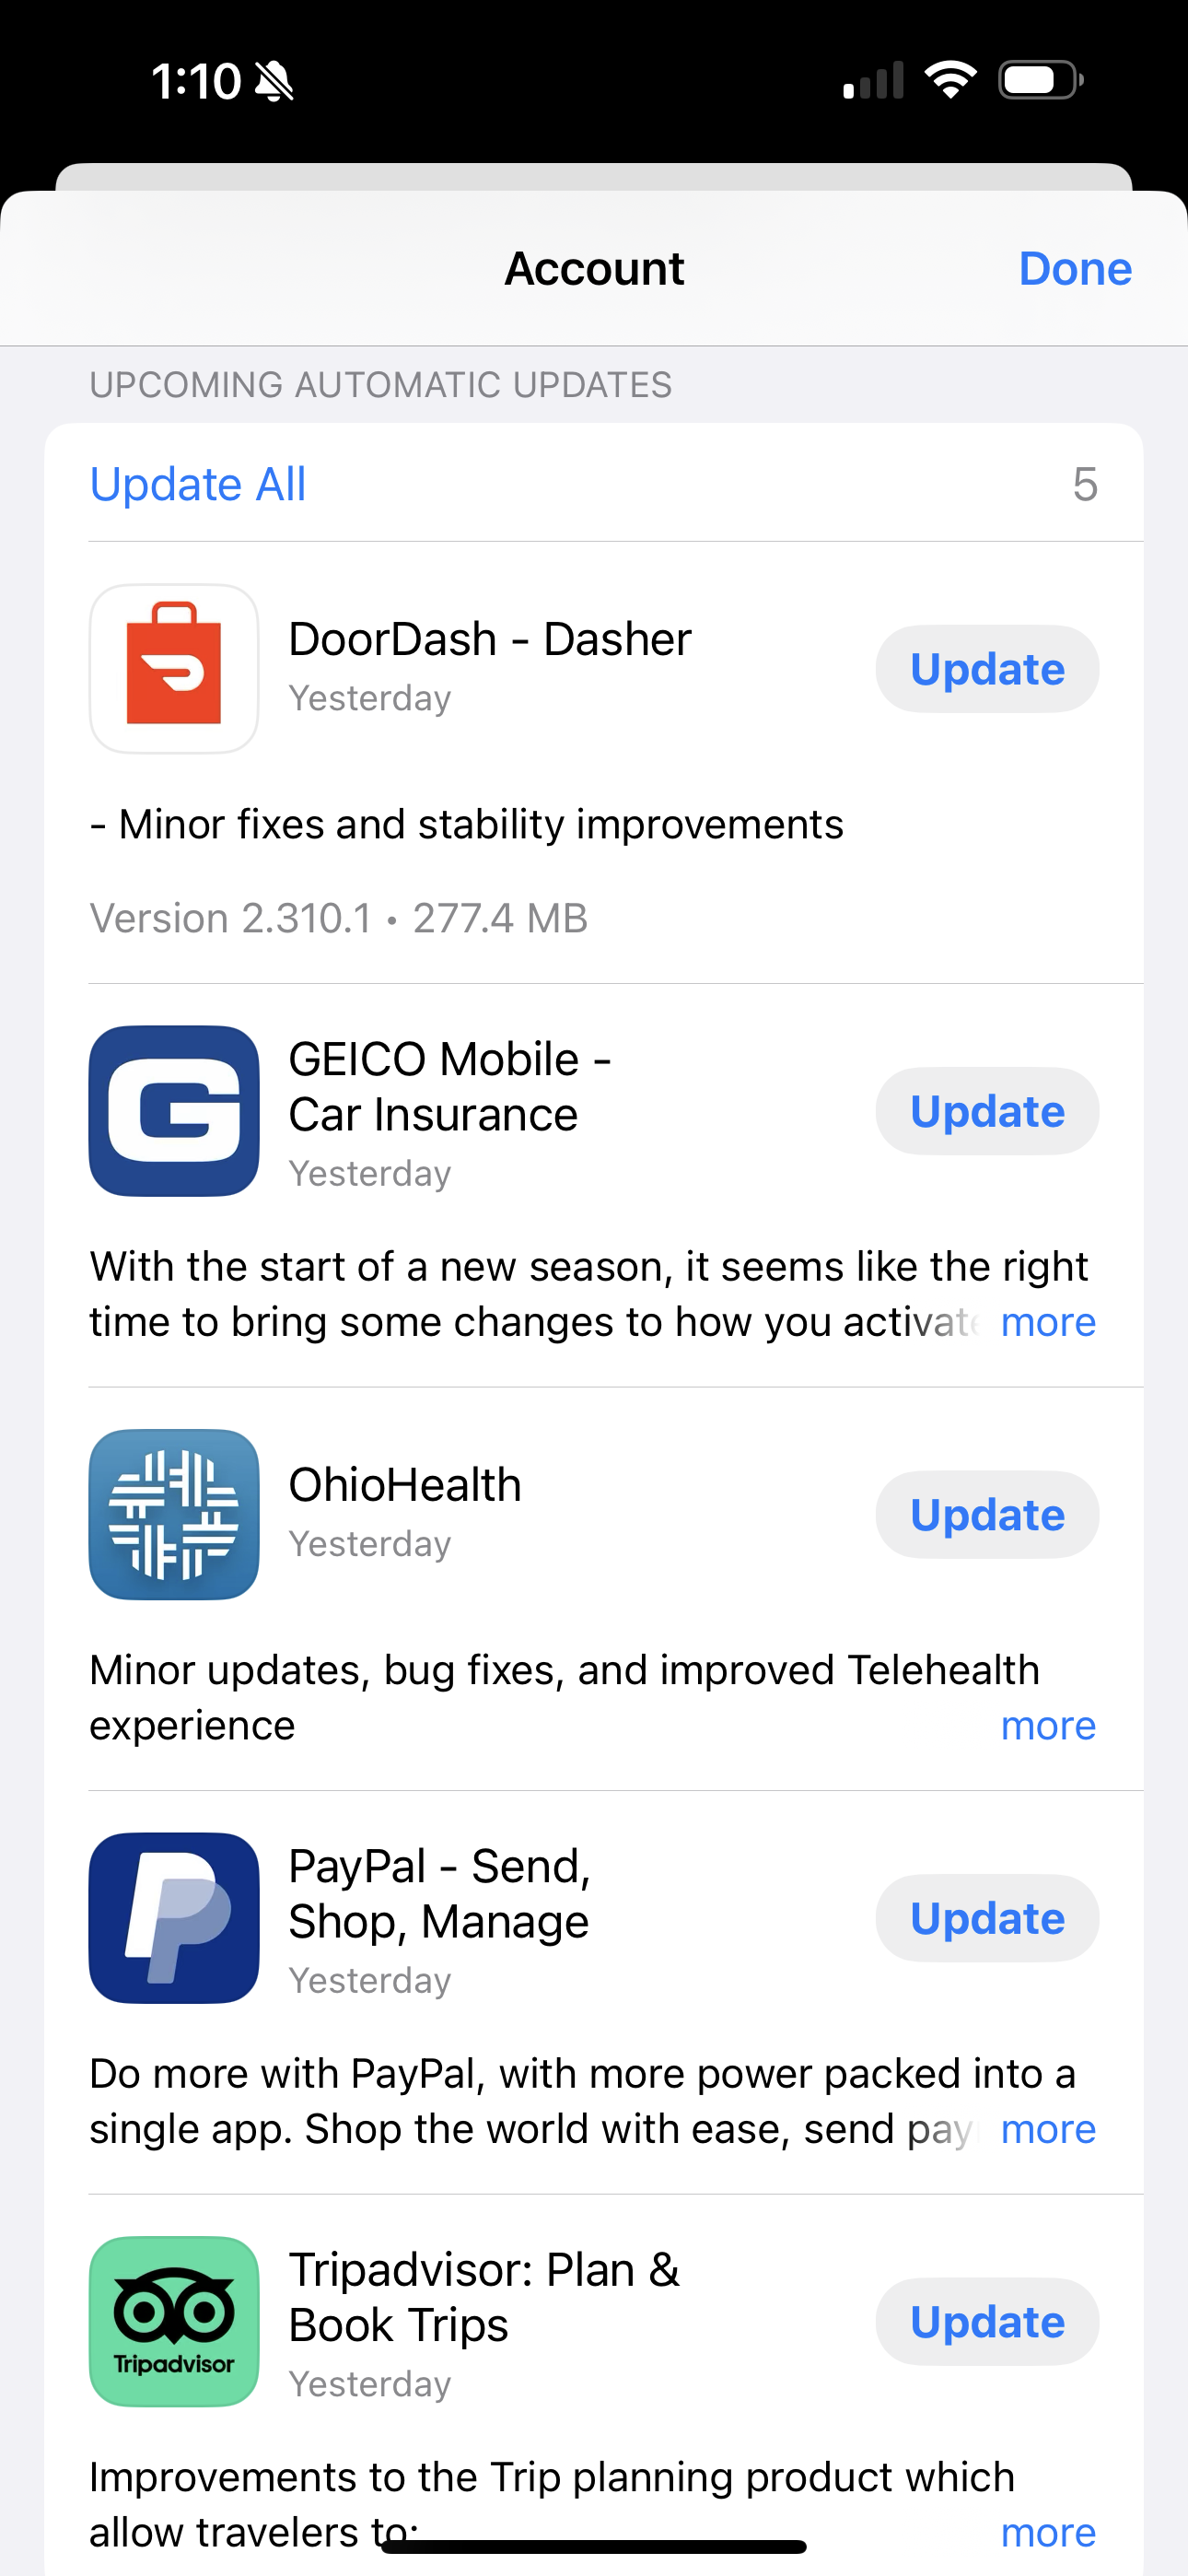 1:10
Account
Done
UPCOMING AUTOMATIC UPDATES
Update All
5
DoorDash - Dasher
Yesterday
Update
- Minor fixes and stability improvements
Version 2.310.1 • 277.4 MB
GEICO Mobile -
Car Insurance
Yesterday
Update
With the start of a new season, it seems like the right
time to bring some changes to how you activate more
OhioHealth
Yesterday
Update
Minor updates, bug fixes, and improved Telehealth
experience more
PayPal - Send,
Shop, Manage
Yesterday
Update
Do more with PayPal, with more power packed into a
single app. Shop the world with ease, send pay more
Tripadvisor
Tripadvisor: Plan &
Book Trips
Yesterday
Update
Improvements to the Trip planning product which
allow travelers to: more